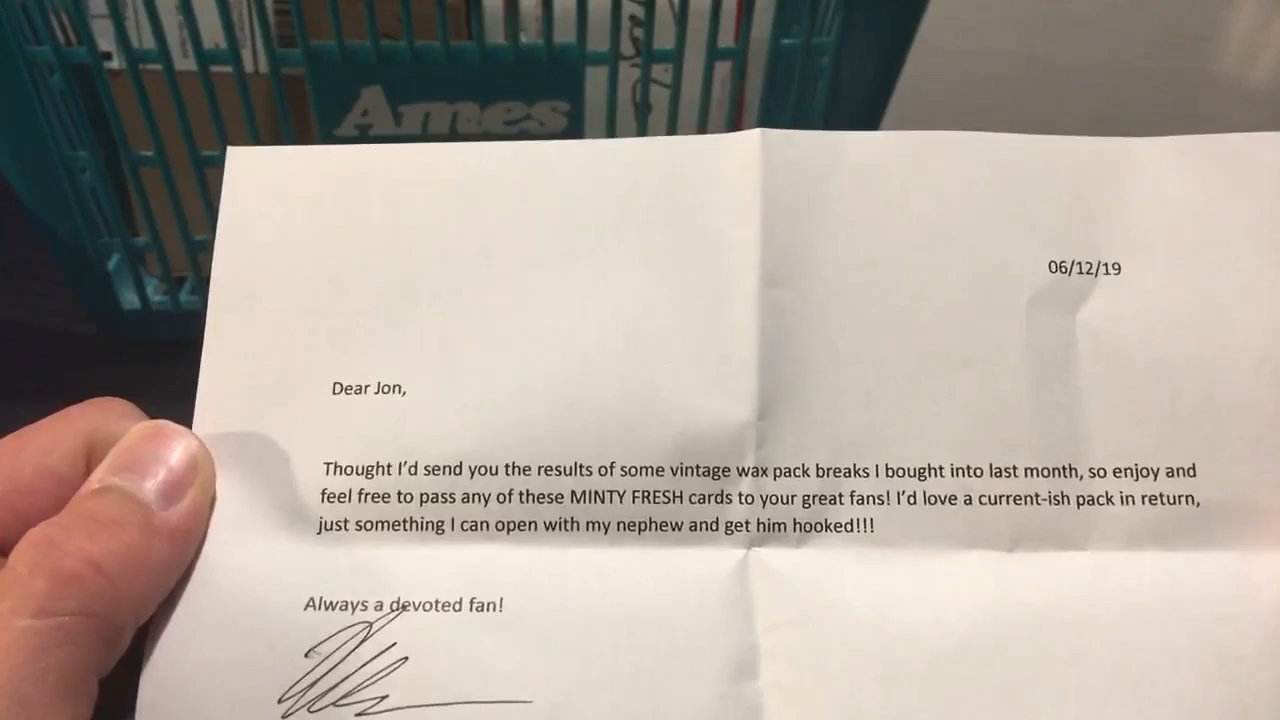 Ames
06/12/19
Dear Jon,
Thought I'd send you the results of some vintage wax pack breaks I bought into last month, so enjoy and
feel free to pass any of these MINTY FRESH cards to your great fans! I'd love a current-ish pack in return,
just something I can open with my nephew and get him hooked!!!
Always a devoted fan!